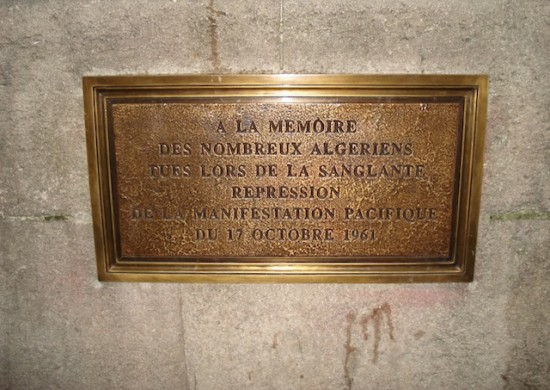 A LA MEMOIRE
DES NOMBREUX ALGERIENS
TUES LORS DE LA SANGLANTE
REPRESSION
DE LA MANIFESTATION PACIFIQUE
DU 17 OCTOBRE 1961